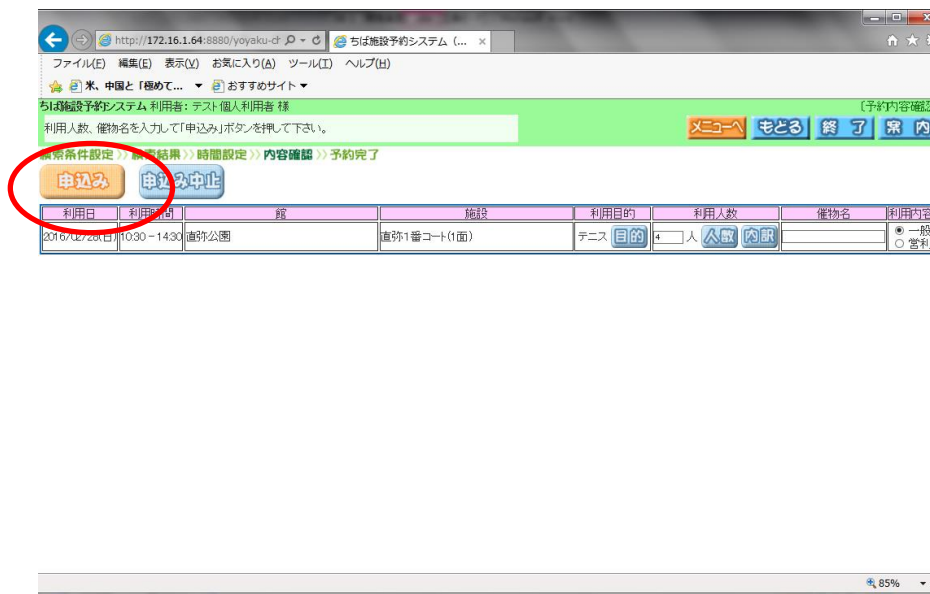 http://172.16.1.64:8880/yoyaku-ch
ちば施設予約システム (... ×
ファイル(F) 編集(E) 表示(V) お気に入り(A) ツール(T) ヘルプ(H)
米、中国と「極めて... ▼ おすすめサイト ▼
ちば施設予約システム 利用者: テスト個人利用者 様
〔予約内容確認
利用人数、催物名を入力して「申込み」ボタンを押して下さい。
メニューへ もどる 終 了 案 内
検索条件設定 >> 検索結果 >> 時間設定 >> 内容確認 >> 予約完了
申込み 申込み中止
利用日 利用時間 館 施設 利用目的 利用人数 催物名 利用内容
2016/02/28(日) 10:30 - 14:30 直弥公園 直弥1番コート(1面) テニス 目的 4 人 人数 内訳 一般
営利
85%